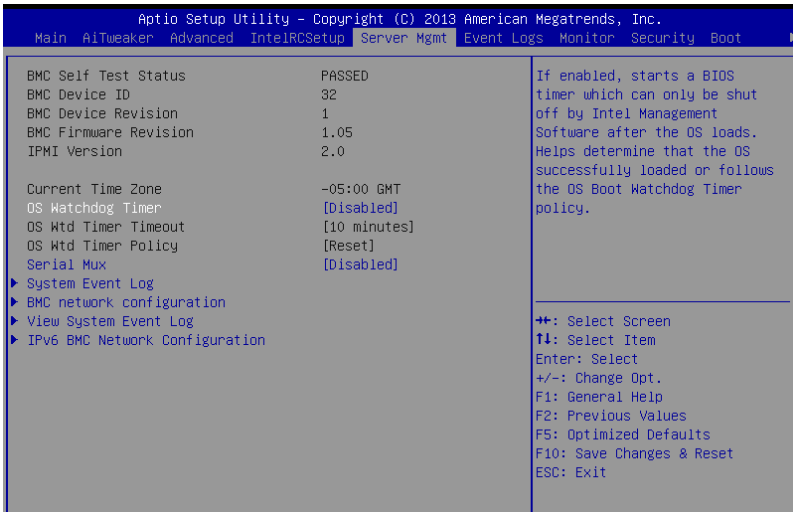 Aptio Setup Utility – Copyright (C) 2013 American Megatrends, Inc.
Main AiTweaker Advanced IntelRCSetup Server Mgmt Event Logs Monitor Security Boot
BMC Self Test Status PASSED
BMC Device ID 32
BMC Device Revision 1
BMC Firmware Revision 1.05
IPMI Version 2.0
Current Time Zone -05:00 GMT
OS Watchdog Timer [Disabled]
OS Wtd Timer Timeout [10 minutes]
OS Wtd Timer Policy [Reset]
Serial Mux [Disabled]
System Event Log
BMC network configuration
View System Event Log
IPv6 BMC Network Configuration
If enabled, starts a BIOS
timer which can only be shut
off by Intel Management
Software after the OS loads.
Helps determine that the OS
successfully loaded or follows
the OS Boot Watchdog Timer
policy.
→←: Select Screen
↑↓: Select Item
Enter: Select
+/-: Change Opt.
F1: General Help
F2: Previous Values
F5: Optimized Defaults
F10: Save Changes & Reset
ESC: Exit